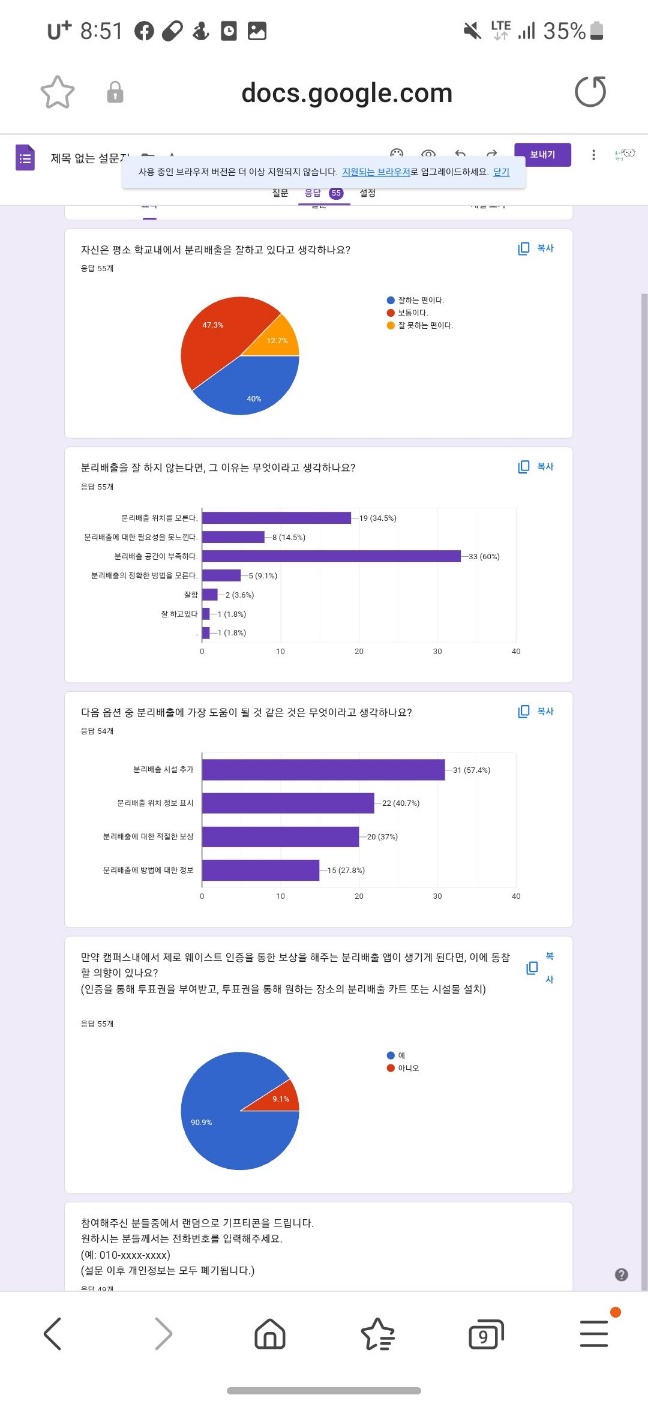 U+ 8:51
LTE 35%
docs.google.com
제목 없는 설문지
보내기
사용 중인 브라우저 버전은 더 이상 지원되지 않습니다. 지원되는 브라우저로 업그레이드하세요. 닫기
질문 응답 55 설정
자신은 평소 학교내에서 분리배출을 잘하고 있다고 생각하나요?
복사
응답 55개
47.3%
12.7%
40%
잘하는 편이다.
보통이다.
잘 못하는 편이다.
분리배출을 잘 하지 않는다면, 그 이유는 무엇이라고 생각하나요?
복사
응답 55개
분리배출 위치를 모른다. 19 (34.5%)
분리배출에 대한 필요성을 못느낀다. 8 (14.5%)
분리배출 공간이 부족하다. 33 (60%)
분리배출의 정확한 방법을 모른다. 5 (9.1%)
잘함 2 (3.6%)
잘 하고있다 1 (1.8%)
. 1 (1.8%)
0 10 20 30 40
다음 옵션 중 분리배출에 가장 도움이 될 것 같은 것은 무엇이라고 생각하나요?
복사
응답 54개
분리배출 시설 추가 31 (57.4%)
분리배출 위치 정보 표시 22 (40.7%)
분리배출에 대한 적절한 보상 20 (37%)
분리배출에 방법에 대한 정보 15 (27.8%)
0 10 20 30 40
만약 캠퍼스내에서 제로 웨이스트 인증을 통한 보상을 해주는 분리배출 앱이 생기게 된다면, 이에 동참
할 의향이 있나요?
(인증을 통해 투표권을 부여받고, 투표권을 통해 원하는 장소의 분리배출 카트 또는 시설물 설치)
복
사
응답 55개
90.9%
9.1%
예
아니오
참여해주신 분들중에서 랜덤으로 기프티콘을 드립니다.
원하시는 분들께서는 전화번호를 입력해주세요.
(예: 010-xxxx-xxxx)
(설문 이후 개인정보는 모두 폐기됩니다.)
응답 49개
9